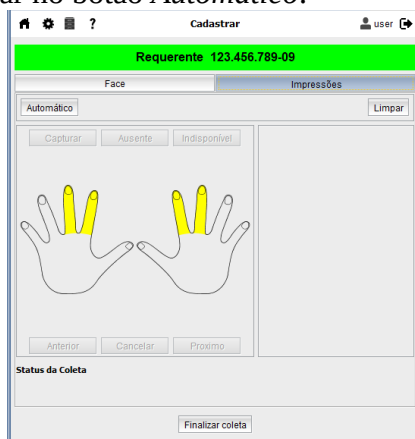 ar no botão Automático.
? Cadastrar user
Requerente 123.456.789-09
Face Impressões
Automático Limpar
Capturar Ausente Indisponível
Anterior Cancelar Proximo
Status da Coleta
Finalizar coleta